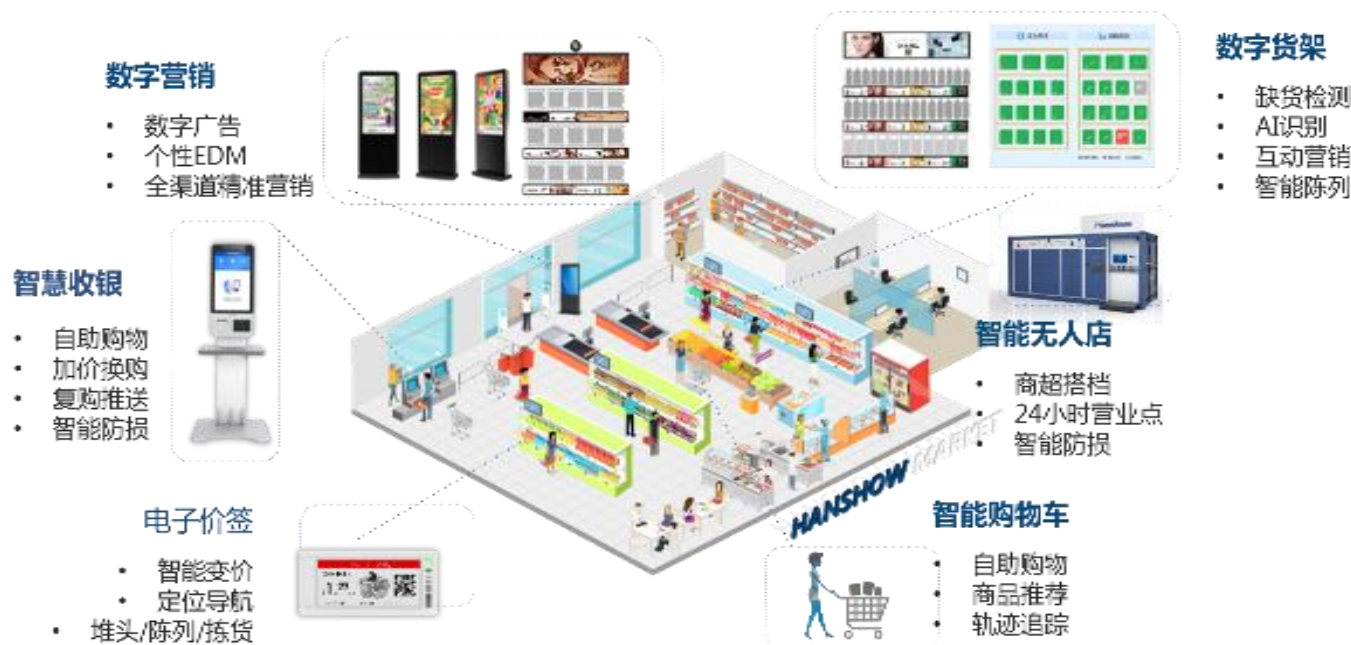 数字营销
• 数字广告
• 个性EDM
• 全渠道精准营销
数字货架
• 缺货检测
• AI识别
• 互动营销
• 智能陈列
智慧收银
• 自助购物
• 加价换购
• 复购推送
• 智能防损
智能无人店
• 商超搭档
• 24小时营业点
• 智能防损
HANSHOW MARKET
电子价签
• 智能变价
• 定位导航
• 堆头/陈列/拣货
智能购物车
• 自助购物
• 商品推荐
• 轨迹追踪